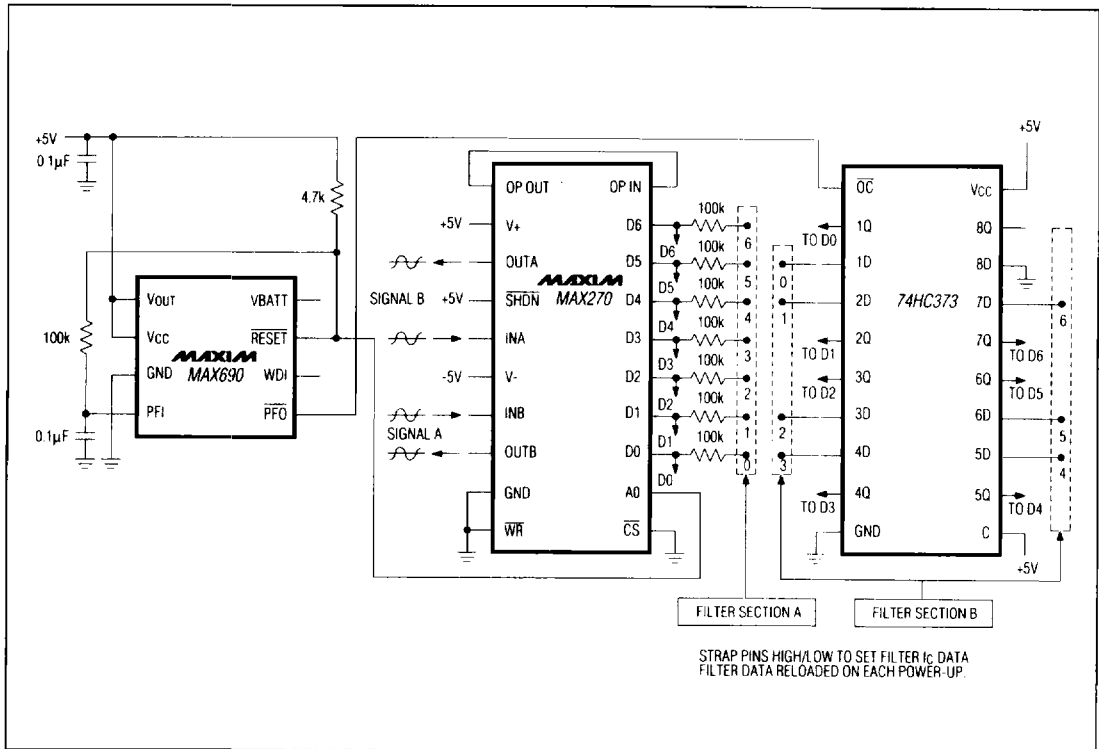 +5V
0.1µF
4.7k
100k
0.1µF
VOUT
VCC
GND
PFI
VBATT
RESET
WDI
PFO
MAXIM
MAX690
+5V
SIGNAL B
+5V
-5V
SIGNAL A
OP OUT
V+
OUTA
SHDN
INA
V-
INB
OUTB
GND
WR
OP IN
D6
D5
D4
D3
D2
D1
D0
A0
CS
MAXIM
MAX270
100k
100k
100k
100k
100k
100k
100k
D6
D5
D4
D3
D2
D1
D0
6
5
4
3
2
1
0
0
1
2
3
TO D0
TO D1
TO D2
TO D3
OC
1Q
1D
2D
2Q
3Q
3D
4D
4Q
GND
74HC373
VCC
8Q
8D
7D
7Q
6Q
6D
5D
5Q
C
+5V
TO D6
TO D5
TO D4
+5V
6
5
4
FILTER SECTION A
FILTER SECTION B
STRAP PINS HIGH/LOW TO SET FILTER fC DATA
FILTER DATA RELOADED ON EACH POWER-UP.